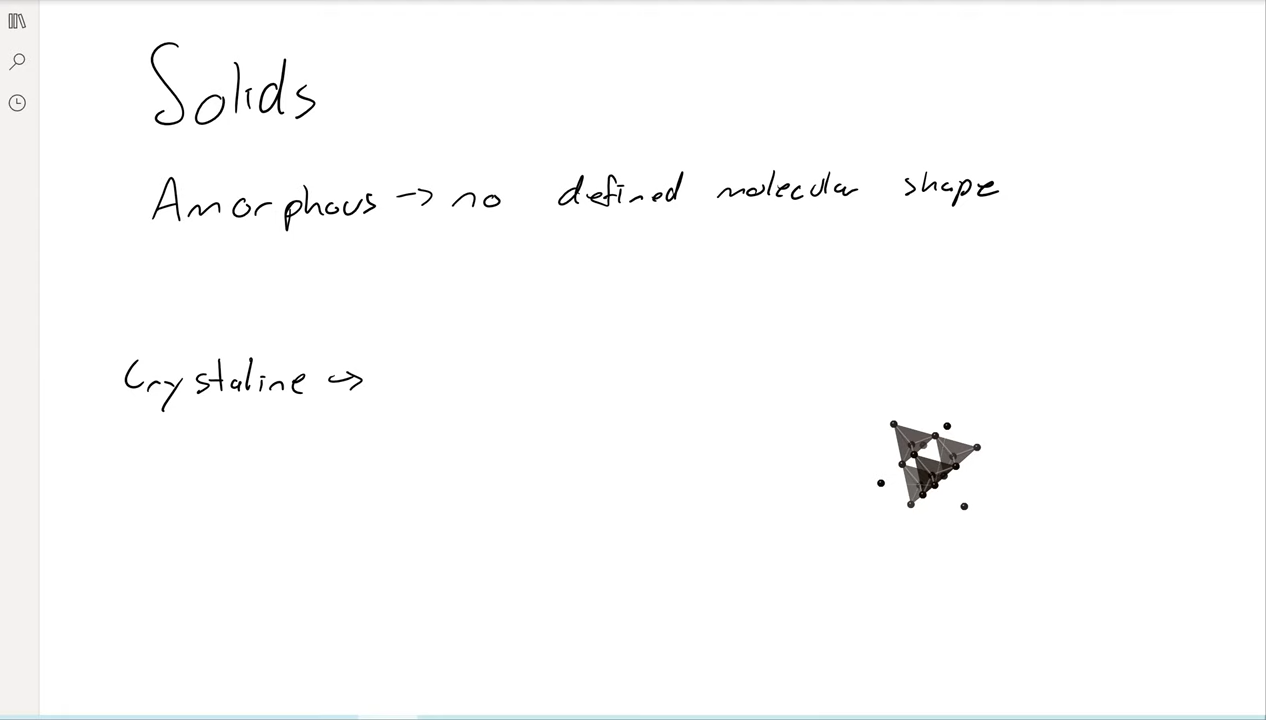 Solids
Amorphous → no defined molecular shape
Crystaline →